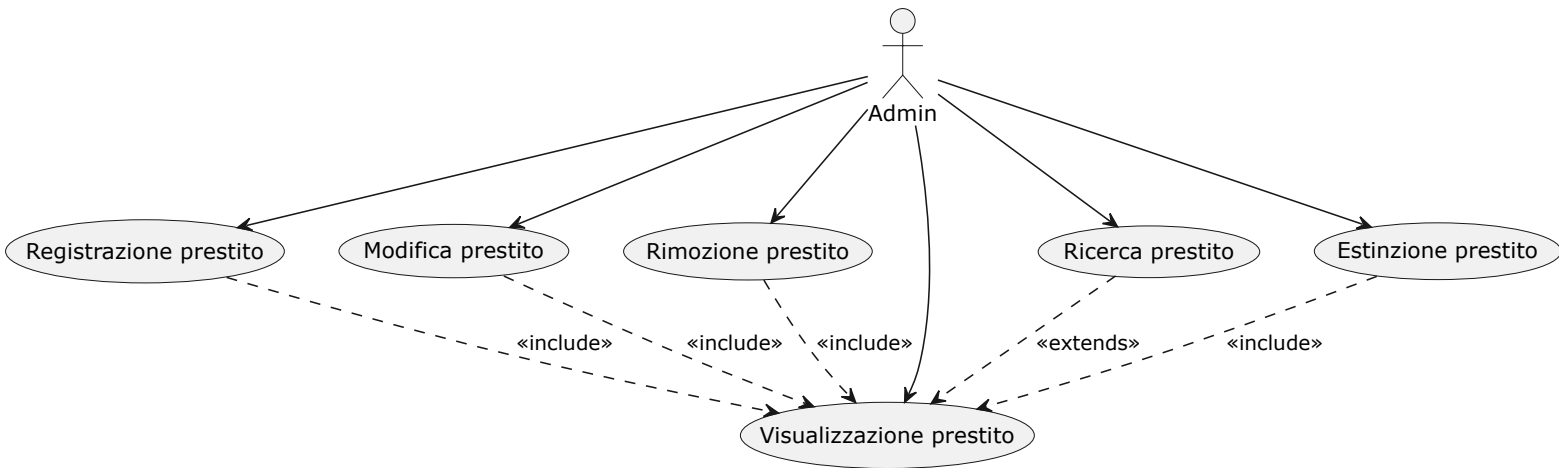 Admin
Registrazione prestito
Modifica prestito
Rimozione prestito
Ricerca prestito
Estinzione prestito
«include»
«include»
«include»
«extends»
«include»
Visualizzazione prestito